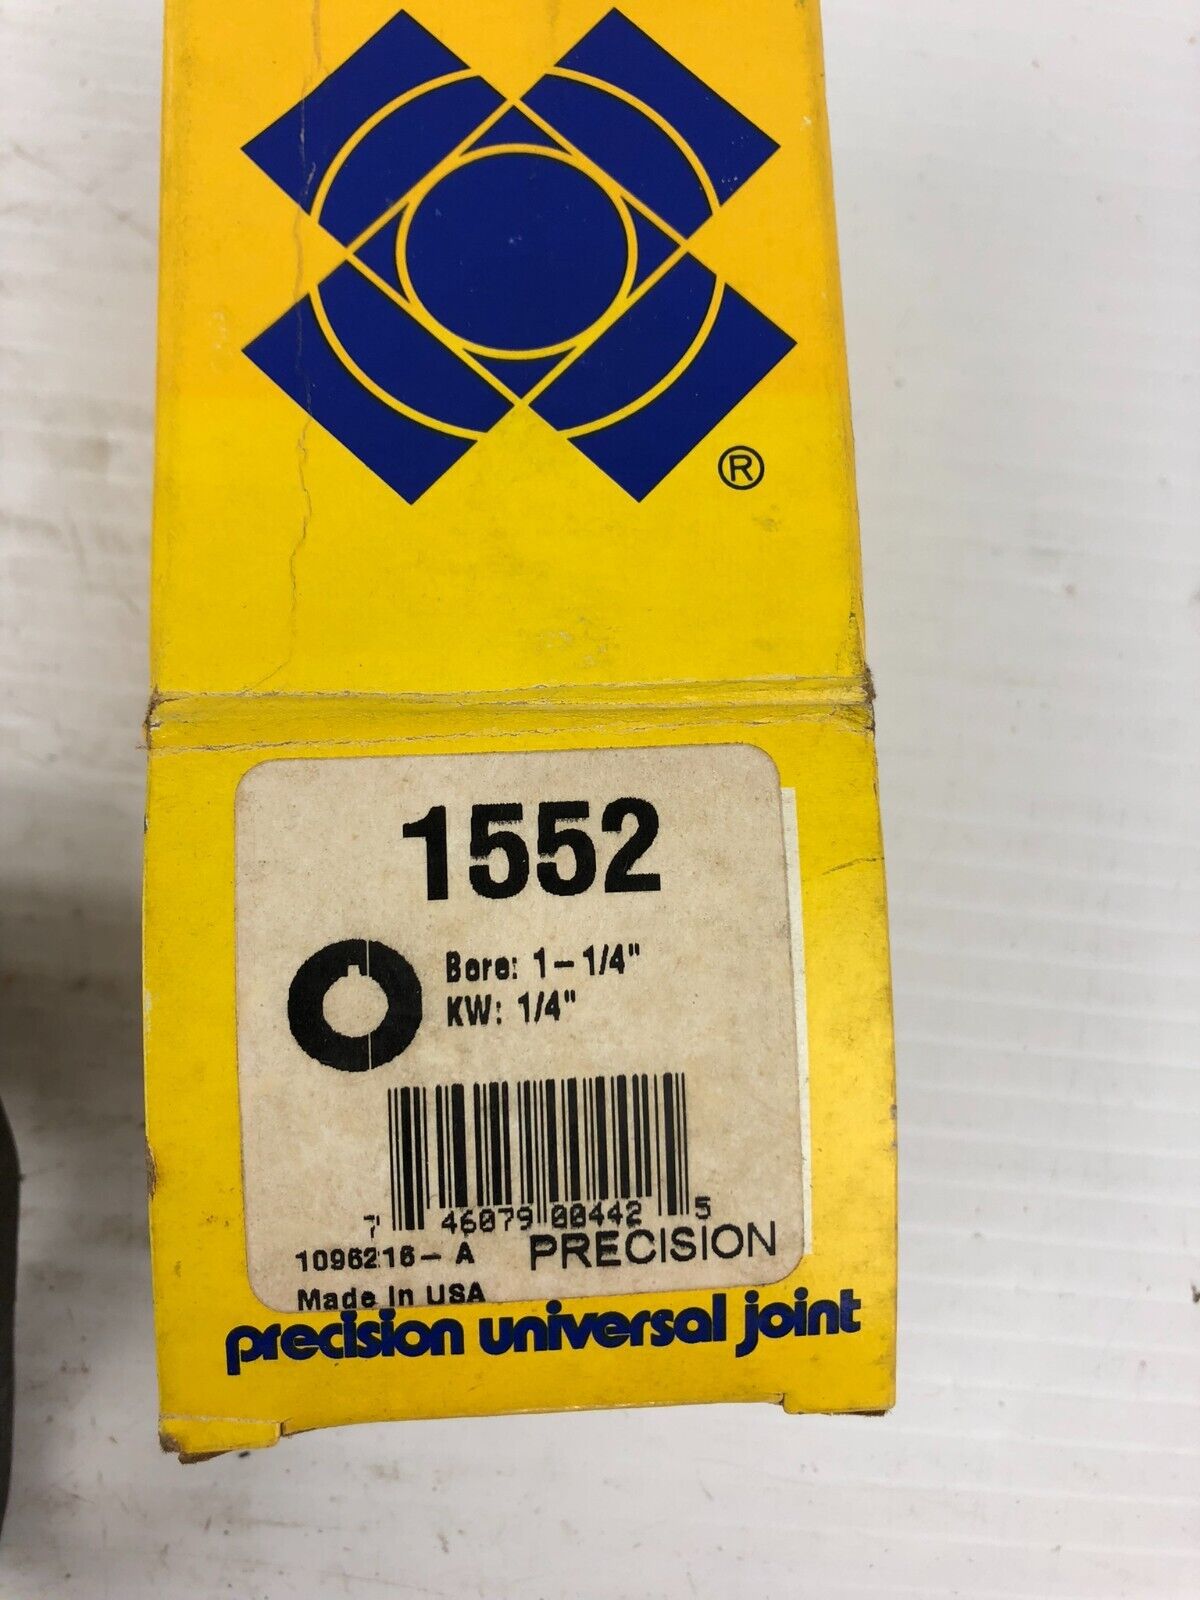 ®
1552
Bore: 1-1/4"
KW: 1/4"
7 46079 00442 5
1096216-A PRECISION
Made In USA
precision universal joint